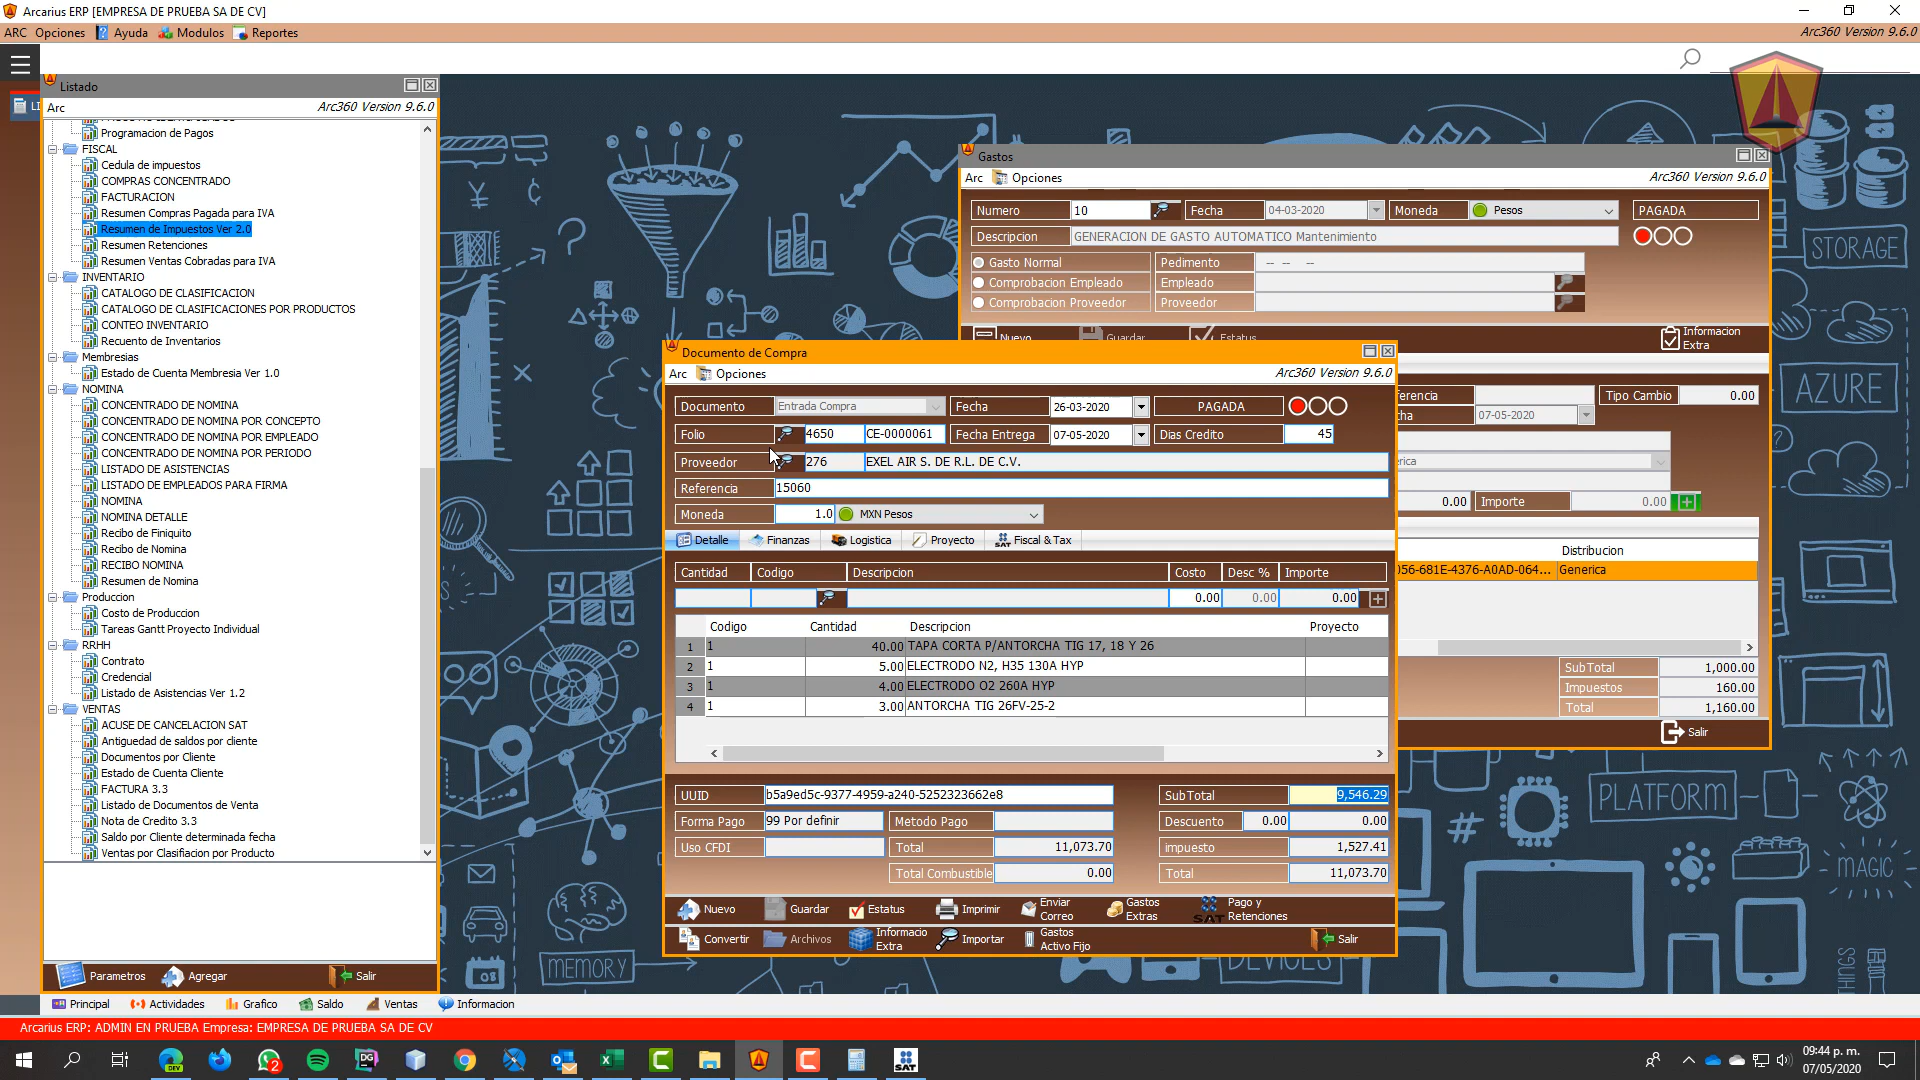 Arcarius ERP [EMPRESA DE PRUEBA SA DE CV]
ARC Opciones Ayuda Modulos Reportes
Arc360 Version 9.6.0
Listado
Arc
Arc360 Version 9.6.0
Programacion de Pagos
FISCAL
Cedula de impuestos
COMPRAS CONCENTRADO
FACTURACION
Resumen Compras Pagada para IVA
Resumen de Impuestos Ver 2.0
Resumen Retenciones
Resumen Ventas Cobradas para IVA
INVENTARIO
CATALOGO DE CLASIFICACION
CATALOGO DE CLASIFICACIONES POR PRODUCTOS
CONTEO INVENTARIO
Recuento de Inventarios
Membresias
Estado de Cuenta Membresia Ver 1.0
NOMINA
CONCENTRADO DE NOMINA
CONCENTRADO DE NOMINA POR CONCEPTO
CONCENTRADO DE NOMINA POR EMPLEADO
CONCENTRADO DE NOMINA POR PERIODO
LISTADO DE ASISTENCIAS
LISTADO DE EMPLEADOS PARA FIRMA
NOMINA
NOMINA DETALLE
Recibo de Finiquito
Recibo de Nomina
RECIBO NOMINA
Resumen de Nomina
Produccion
Costo de Produccion
Tareas Gantt Proyecto Individual
RRHH
Contrato
Credencial
Listado de Asistencias Ver 1.2
VENTAS
ACUSE DE CANCELACION SAT
Antiguedad de saldos por cliente
Documentos por Cliente
Estado de Cuenta Cliente
FACTURA 3.3
Listado de Documentos de Venta
Nota de Credito 3.3
Saldo por Cliente determinada fecha
Ventas por Clasifiacion por Producto
Parametros Agregar Salir
Gastos
Arc Opciones
Arc360 Version 9.6.0
Numero 10 Fecha 04-03-2020 Moneda Pesos PAGADA
Descripcion GENERACION DE GASTO AUTOMATICO Mantenimiento
Gasto Normal Pedimento -- -- --
Comprobacion Empleado Empleado
Comprobacion Proveedor Proveedor
Nuevo Guardar Estatus Informacion Extra
Tipo Cambio 0.00
07-05-2020
0.00 Importe 0.00
Distribucion
056-681E-4376-A0AD-064... Generica
SubTotal 1,000.00
Impuestos 160.00
Total 1,160.00
Salir
Documento de Compra
Arc Opciones
Arc360 Version 9.6.0
Documento Entrada Compra Fecha 26-03-2020 PAGADA
Folio 4650 CE-0000061 Fecha Entrega 07-05-2020 Dias Credito 45
Proveedor 276 EXEL AIR S. DE R.L. DE C.V.
Referencia 15060
Moneda 1.0 MXN Pesos
Detalle Finanzas Logistica Proyecto Fiscal & Tax
Cantidad Codigo Descripcion Costo Desc % Importe
0.00 0.00 0.00
Codigo Cantidad Descripcion Proyecto
1 1 40.00 TAPA CORTA P/ANTORCHA TIG 17, 18 Y 26
2 1 5.00 ELECTRODO N2, H35 130A HYP
3 1 4.00 ELECTRODO O2 260A HYP
4 1 3.00 ANTORCHA TIG 26FV-25-2
UUID b5a9ed5c-9377-4959-a240-5252323662e8 SubTotal 9,546.29
Forma Pago 99 Por definir Metodo Pago Descuento 0.00 0.00
Uso CFDI Total 11,073.70 impuesto 1,527.41
Total Combustible 0.00 Total 11,073.70
Nuevo Guardar Estatus Imprimir Enviar Correo Gastos Extras SAT Pago y Retenciones
Convertir Archivos Informacio Extra Importar Gastos Activo Fijo Salir
STORAGE
AZURE
PLATFORM
MAGIC
MEMORY
DEVICES
THINGS
08
Principal Actividades Grafico Saldo Ventas Informacion
Arcarius ERP: ADMIN EN PRUEBA Empresa: EMPRESA DE PRUEBA SA DE CV
DEV
2
DG
SAT
09:44 p. m.
07/05/2020